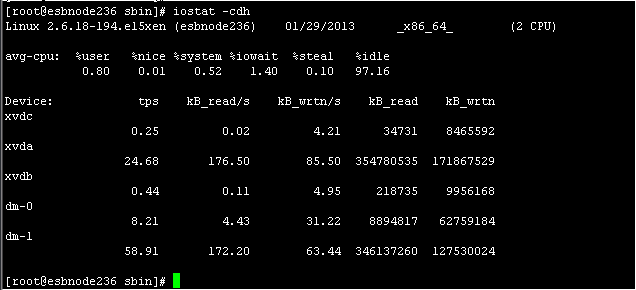 [root@esbnode236 sbin]# iostat -cdh
Linux 2.6.18-194.el5xen (esbnode236) 01/29/2013 _x86_64_ (2 CPU)
avg-cpu: %user %nice %system %iowait %steal %idle
0.80 0.01 0.52 1.40 0.10 97.16
Device: tps kB_read/s kB_wrtn/s kB_read kB_wrtn
xvdc
0.25 0.02 4.21 34731 8465592
xvda
24.68 176.50 85.50 354780535 171867529
xvdb
0.44 0.11 4.95 218735 9956168
dm-0
8.21 4.43 31.22 8894817 62759184
dm-1
58.91 172.20 63.44 346137260 127530024
[root@esbnode236 sbin]#